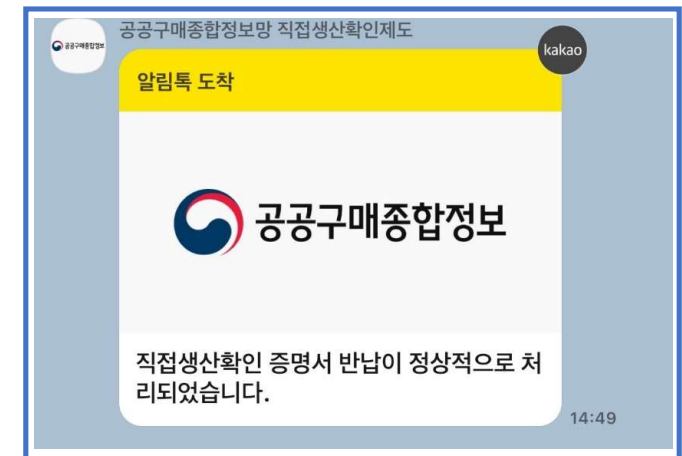 공공구매종합정보망 직접생산확인제도
공공구매종합정보
kakao
알림톡 도착
공공구매종합정보
직접생산확인 증명서 반납이 정상적으로 처
리되었습니다.
14:49